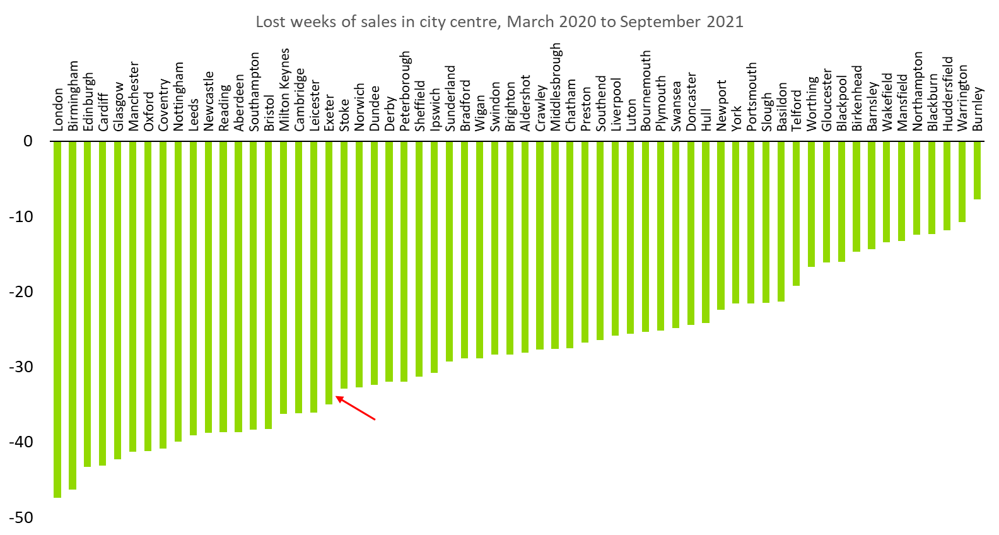 Lost weeks of sales in city centre, March 2020 to September 2021
London
Birmingham
Edinburgh
Cardiff
Glasgow
Manchester
Oxford
Coventry
Nottingham
Leeds
Newcastle
Reading
Aberdeen
Southampton
Bristol
Milton Keynes
Cambridge
Leicester
Exeter
Stoke
Norwich
Dundee
Derby
Peterborough
Sheffield
Ipswich
Sunderland
Bradford
Wigan
Swindon
Brighton
Aldershot
Crawley
Middlesbrough
Chatham
Preston
Southend
Liverpool
Luton
Bournemouth
Plymouth
Swansea
Doncaster
Hull
Newport
York
Portsmouth
Slough
Basildon
Telford
Worthing
Gloucester
Blackpool
Birkenhead
Barnsley
Wakefield
Mansfield
Northampton
Blackburn
Huddersfield
Warrington
Burnley
0
-10
-20
-30
-40
-50